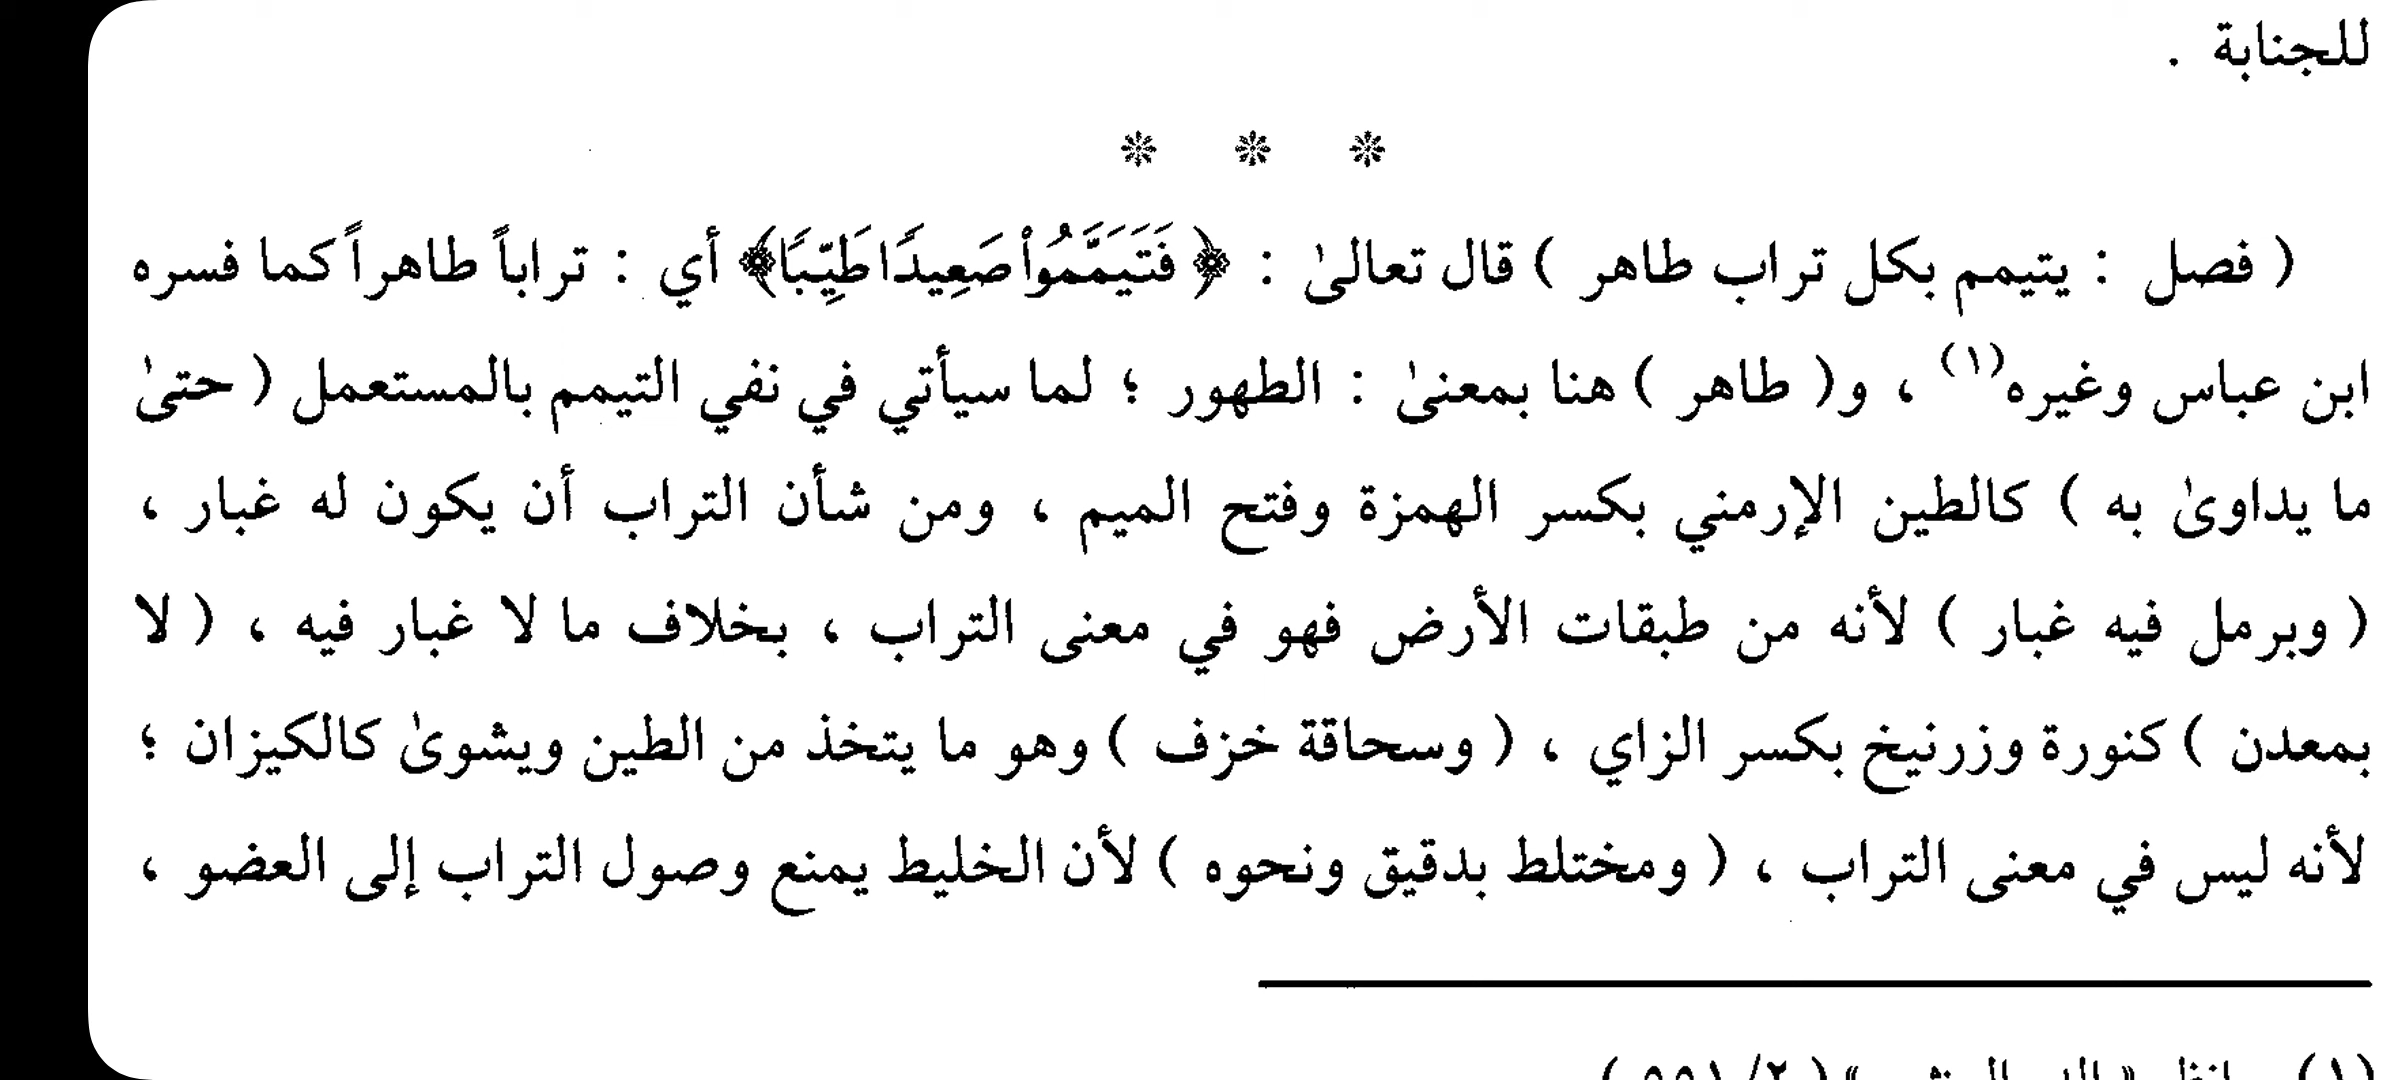 للجنابة .
* * *
( فصل : يتيمم بكل تراب طاهر ) قال تعالىٰ : ﴿ فَتَيَمَّمُوا۟ صَعِيدًا طَيِّبًا ﴾ أي : تراباً طاهراً كما فسره
ابن عباس وغيره(١) ، و( طاهر ) هنا بمعنىٰ : الطهور ؛ لما سيأتي في نفي التيمم بالمستعمل ( حتىٰ
ما يداوىٰ به ) كالطين الإرمني بكسر الهمزة وفتح الميم ، ومن شأن التراب أن يكون له غبار ،
( وبرمل فيه غبار ) لأنه من طبقات الأرض فهو في معنى التراب ، بخلاف ما لا غبار فيه ، ( لا
بمعدن ) كنورة وزرنيخ بكسر الزاي ، ( وسحاقة خزف ) وهو ما يتخذ من الطين ويشوىٰ كالكيزان ؛
لأنه ليس في معنى التراب ، ( ومختلط بدقيق ونحوه ) لأن الخليط يمنع وصول التراب إلى العضو ،
(١)